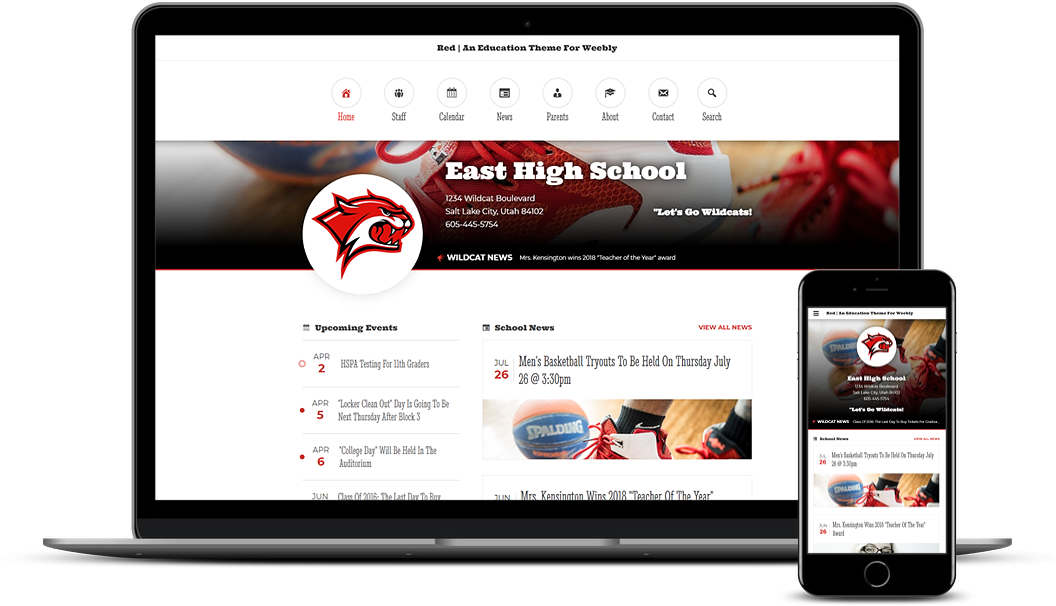 Red | An Education Theme For Weebly
Home
Staff
Calendar
News
Parents
About
Contact
Search
East High School
1234 Wildcat Boulevard
Salt Lake City, Utah 84102
605-445-5754
"Let's Go Wildcats!
WILDCAT NEWS Mrs. Kensington wins 2018 "Teacher of the Year" award
Upcoming Events
APR
2
HSPA Testing For 11th Graders
APR
5
"Locker Clean Out" Day Is Going To Be
Next Thursday After Block 3
APR
6
"College Day" Will Be Held In The
Auditorium
JUN
Class Of 2016: The Last Day To Buy
School News
VIEW ALL NEWS
JUL
26
Men's Basketball Tryouts To Be Held On Thursday July
26 @ 3:30pm
SPALDING
JUN
Mrs. Kensington Wins 2018 "Teacher Of The Year"
Red | An Education Theme For Weebly
East High School
1234 Wildcat Boulevard
Salt Lake City, Utah 84102
605-445-5754
"Let's Go Wildcats!
WILDCAT NEWS Class Of 2016: The Last Day To Buy Tickets For Gradua...
School News
VIEW ALL NEWS
JUL
26
Men's Basketball Tryouts To Be Held On Thursday July
26 @ 3:30pm
SPALDING
JUN
26
Mrs. Kensington Wins 2018 "Teacher Of The Year"
Award